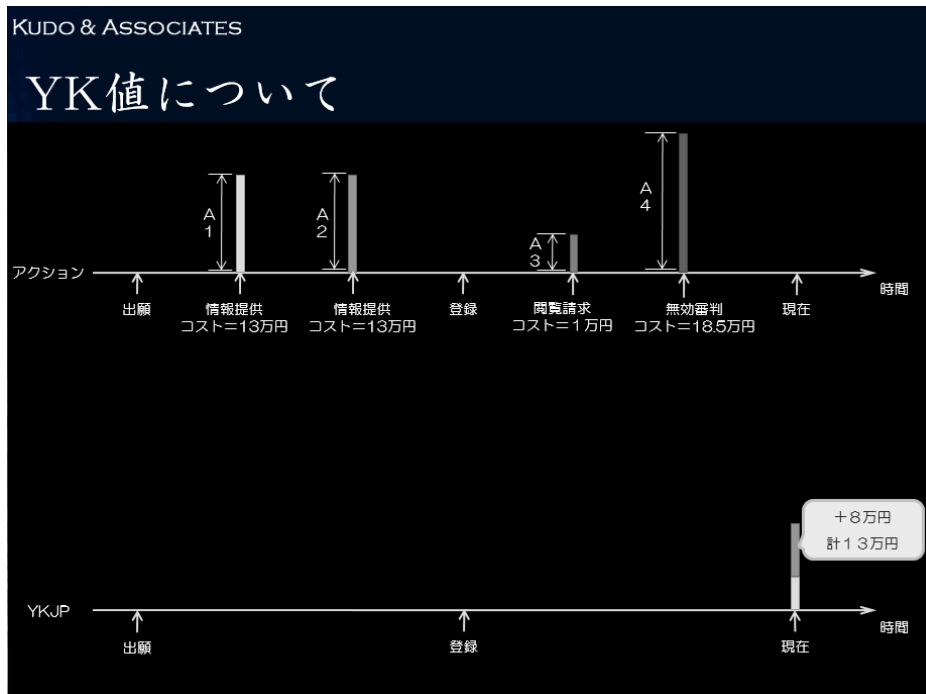 KUDO & ASSOCIATES
YK値について
A
1
A
2
A
3
A
4
アクション
時間
出願
情報提供
コスト＝13万円
情報提供
コスト＝13万円
登録
閲覧請求
コスト＝１万円
無効審判
コスト＝18.5万円
現在
＋8万円
計１３万円
YKJP
時間
出願
登録
現在